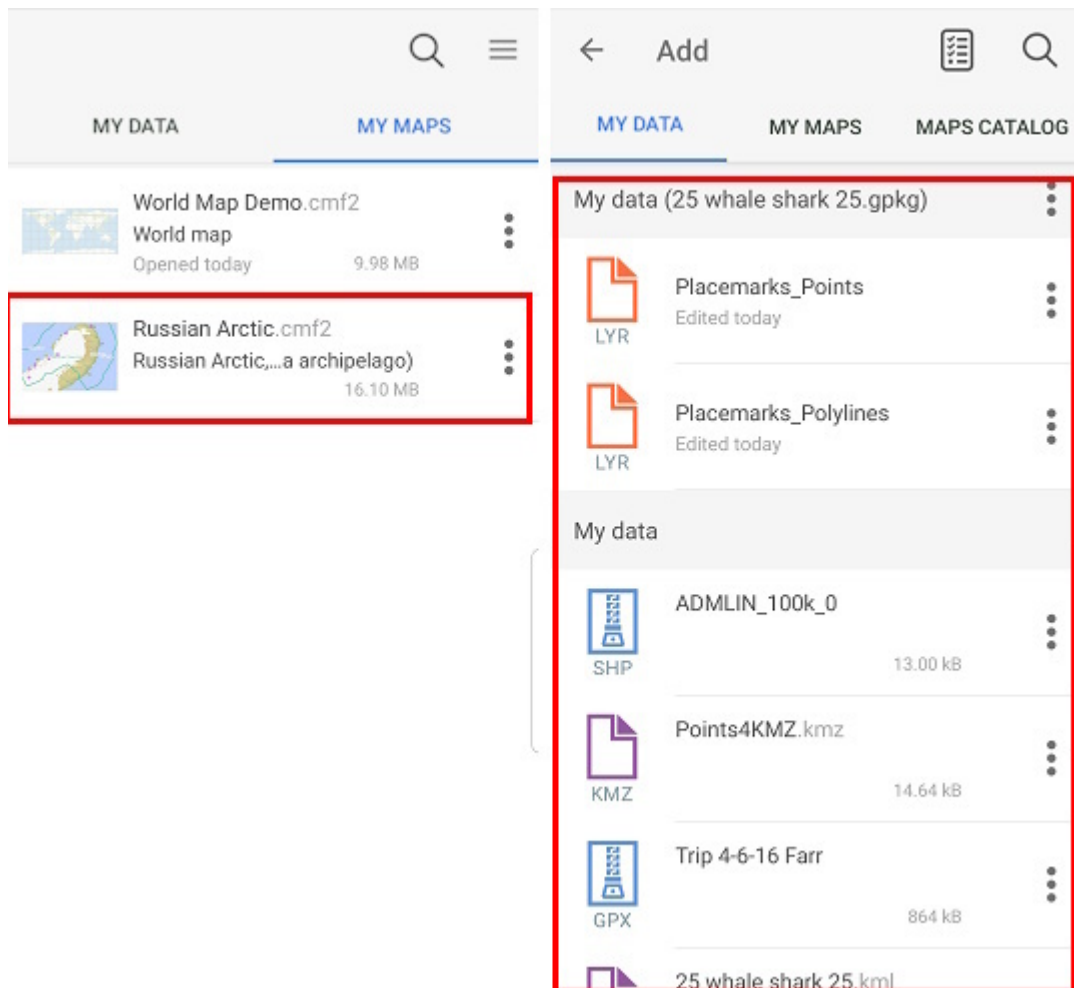 MY DATA
MY MAPS
World Map Demo.cmf2
World map
Opened today
9.98 MB
Russian Arctic.cmf2
Russian Arctic,...a archipelago)
16.10 MB
Add
MY DATA
MY MAPS
MAPS CATALOG
My data (25 whale shark 25.gpkg)
Placemarks_Points
Edited today
LYR
Placemarks_Polylines
Edited today
LYR
My data
ADMLIN_100k_0
SHP
13.00 kB
Points4KMZ.kmz
KMZ
14.64 kB
Trip 4-6-16 Farr
GPX
864 kB
25 whale shark 25.kml